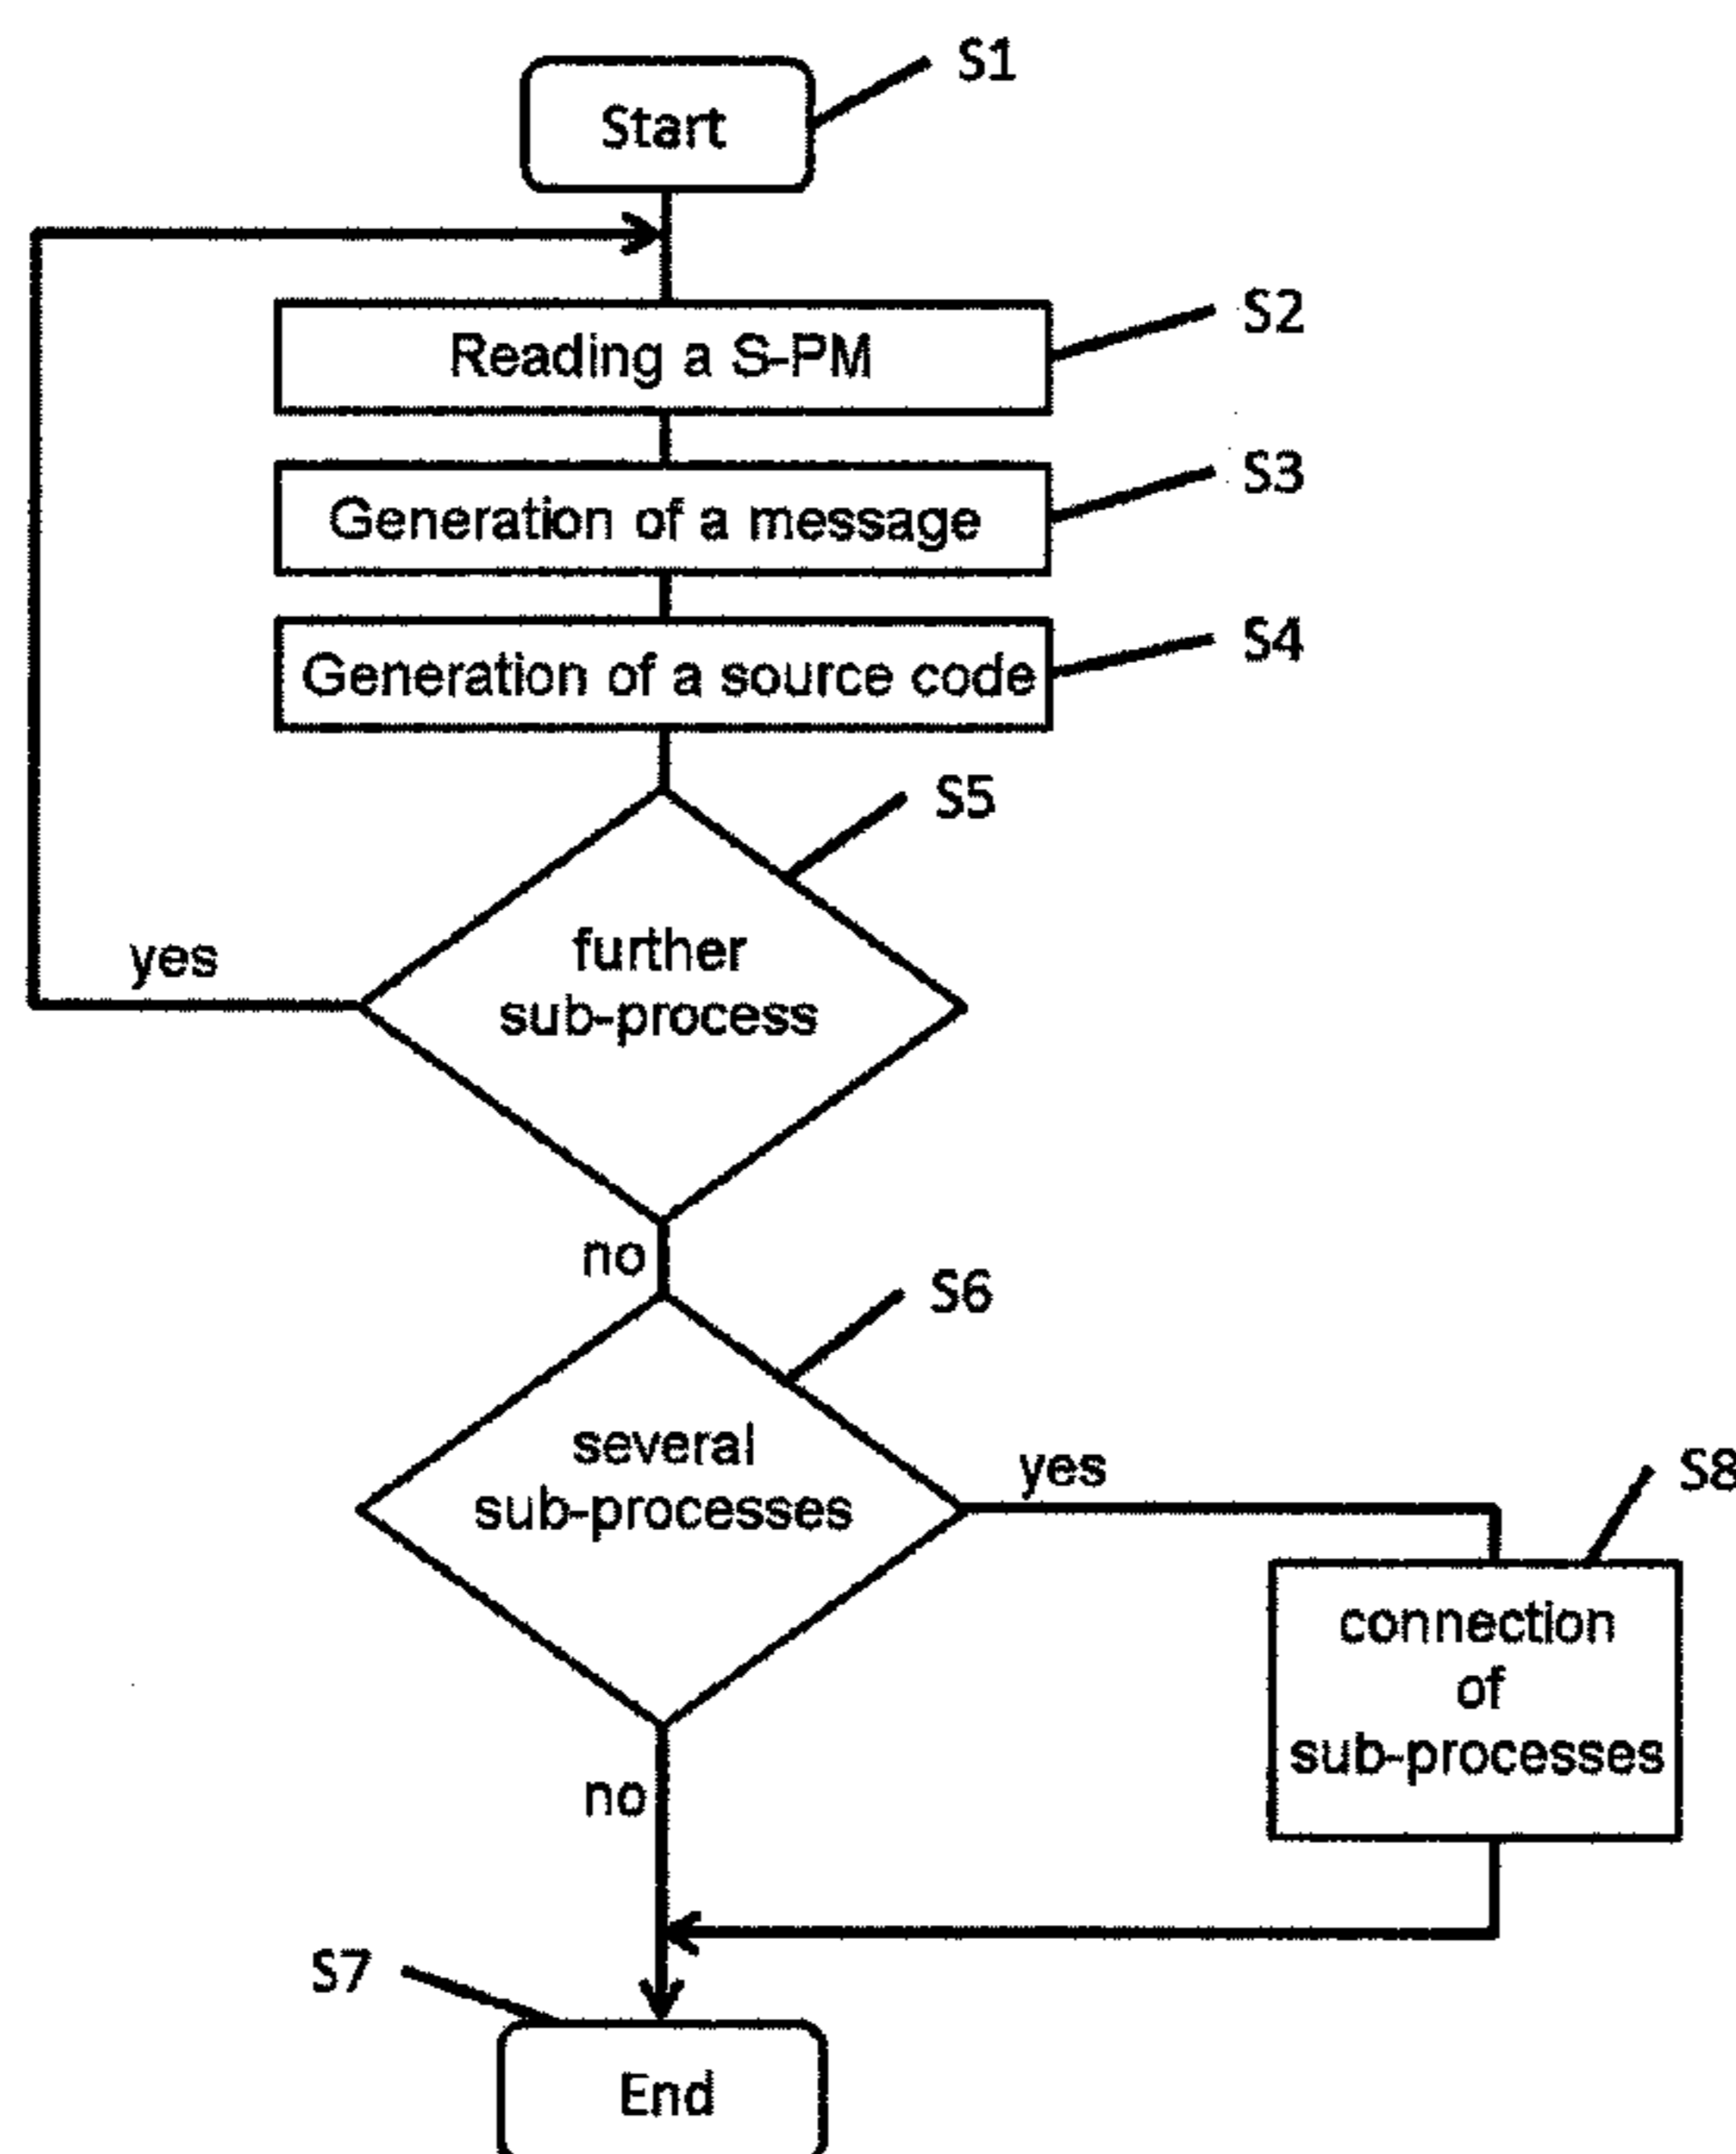 S1
Start
S2
Reading a S-PM
S3
Generation of a message
S4
Generation of a source code
S5
further
sub-process
yes
no
S6
several
sub-processes
yes
S8
connection
of
sub-processes
no
S7
End